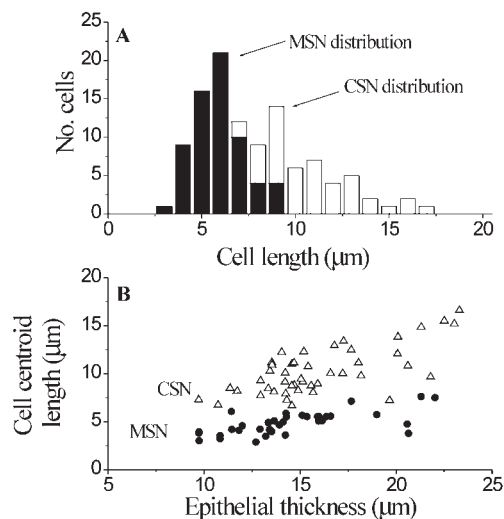 A
MSN distribution
CSN distribution
No. cells
25
20
15
10
5
0
0 5 10 15 20
Cell length (μm)
B
Cell centroid
length (μm)
20
15
10
5
0
CSN
MSN
5 10 15 20 25
Epithelial thickness (μm)